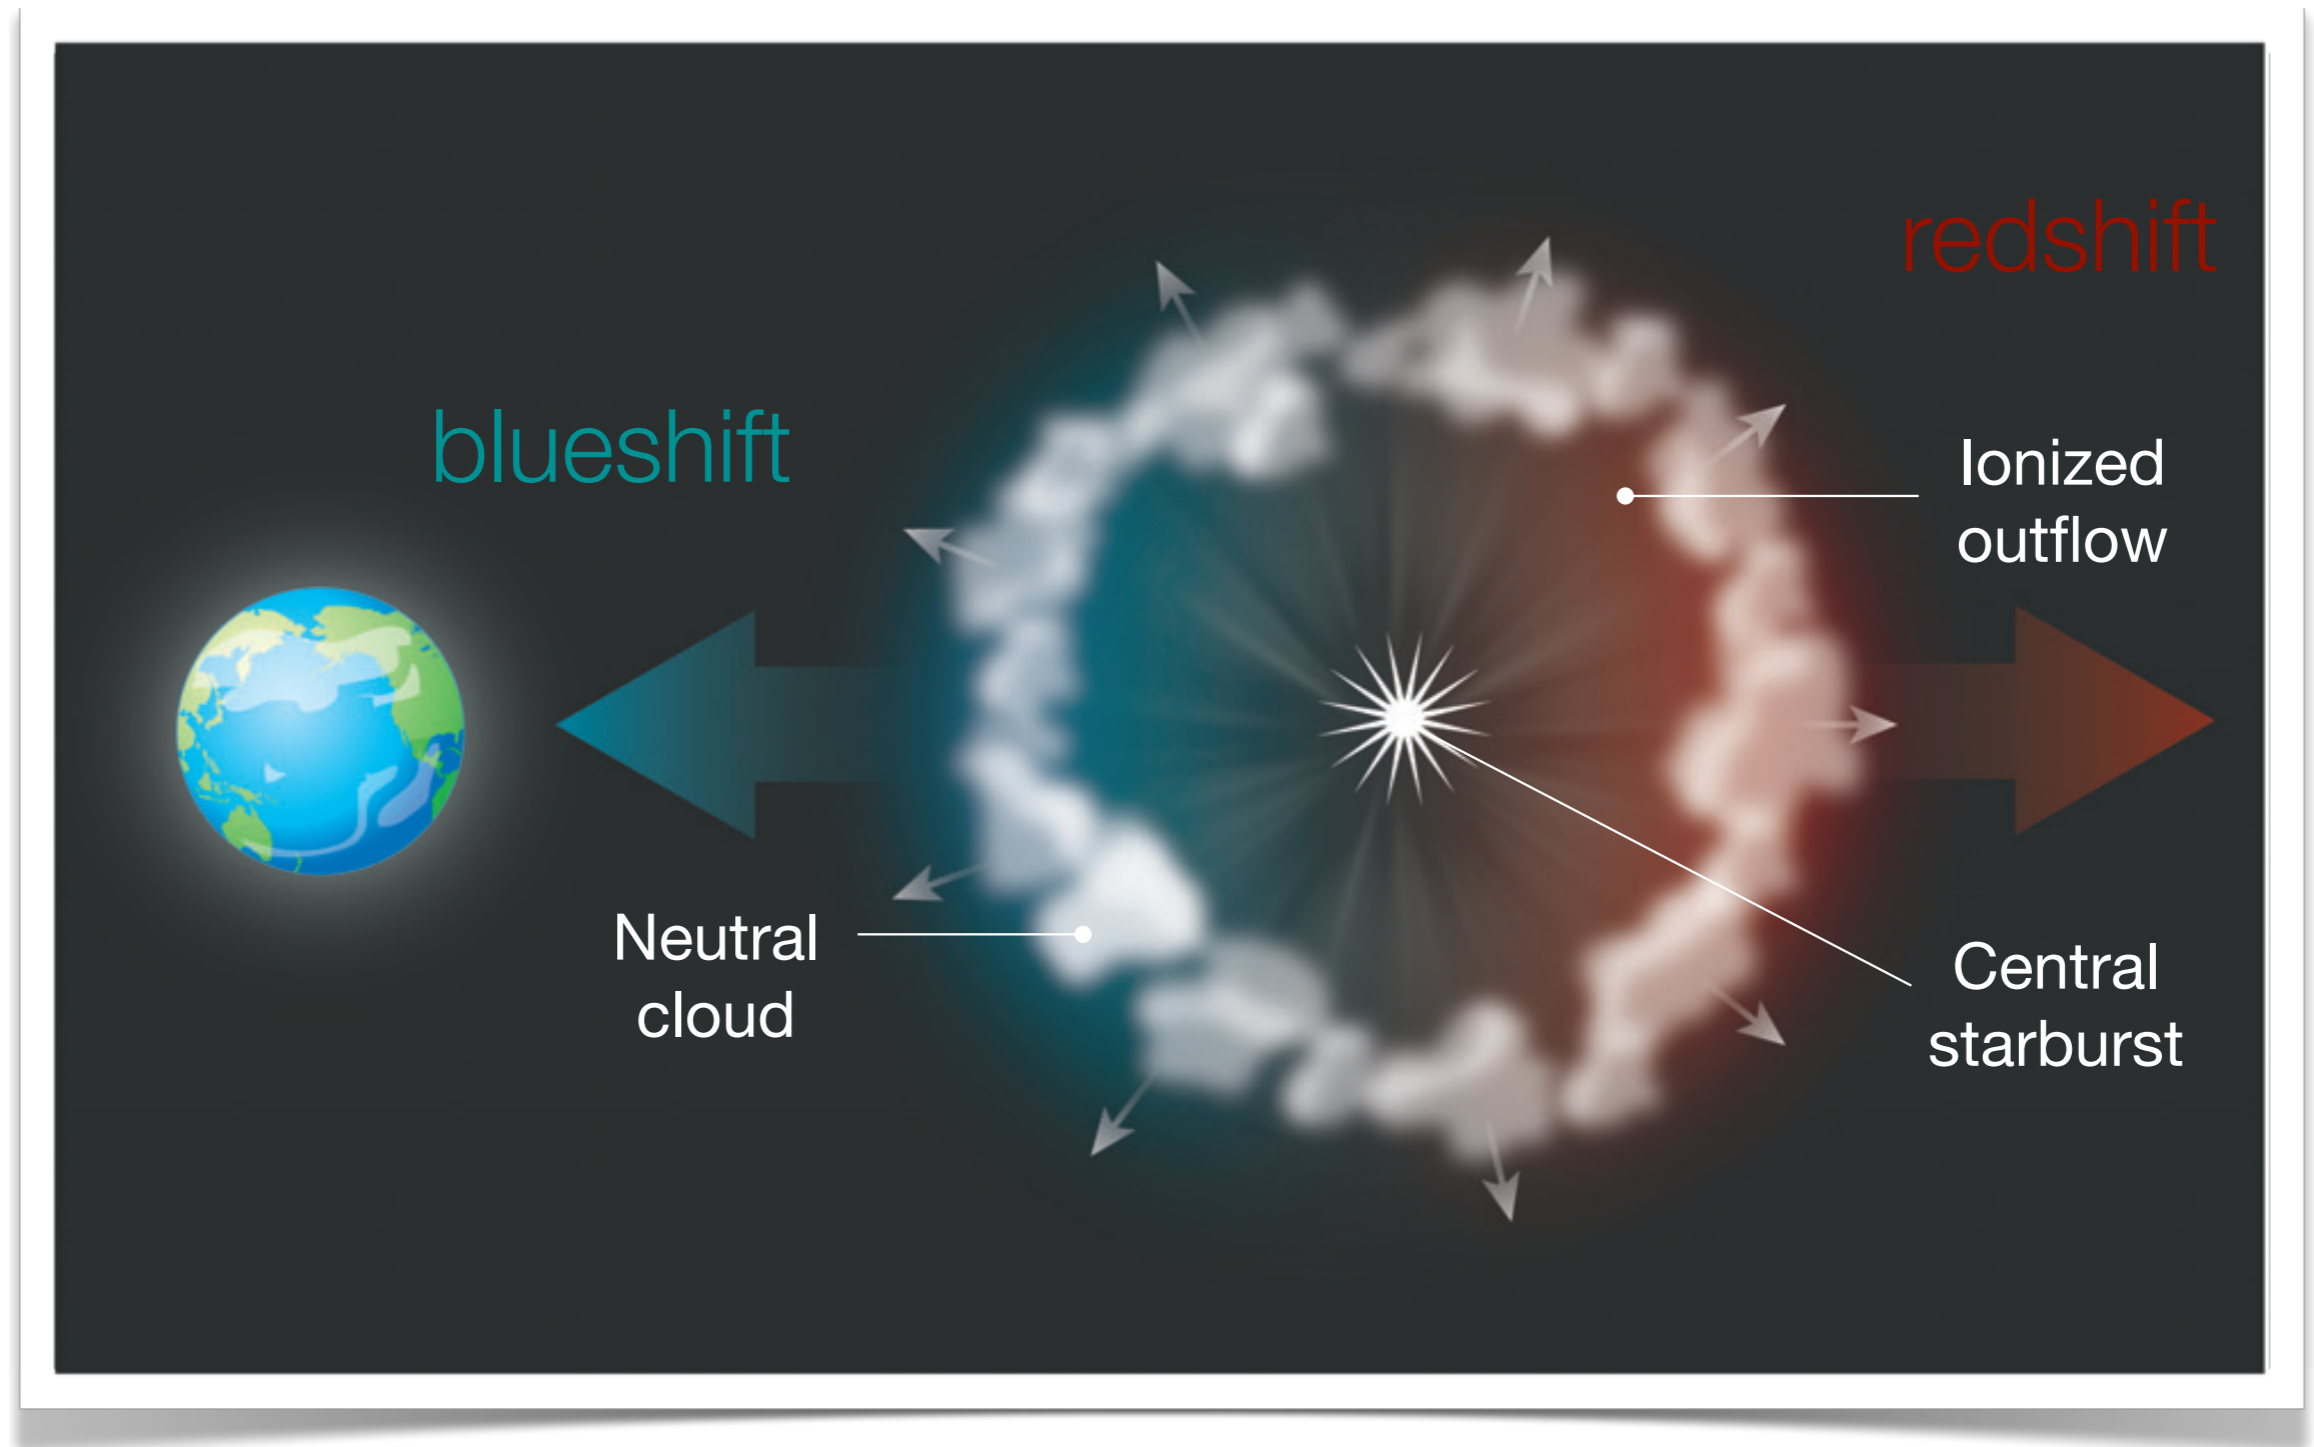 redshift
blueshift
Ionized
outflow
Neutral
cloud
Central
starburst